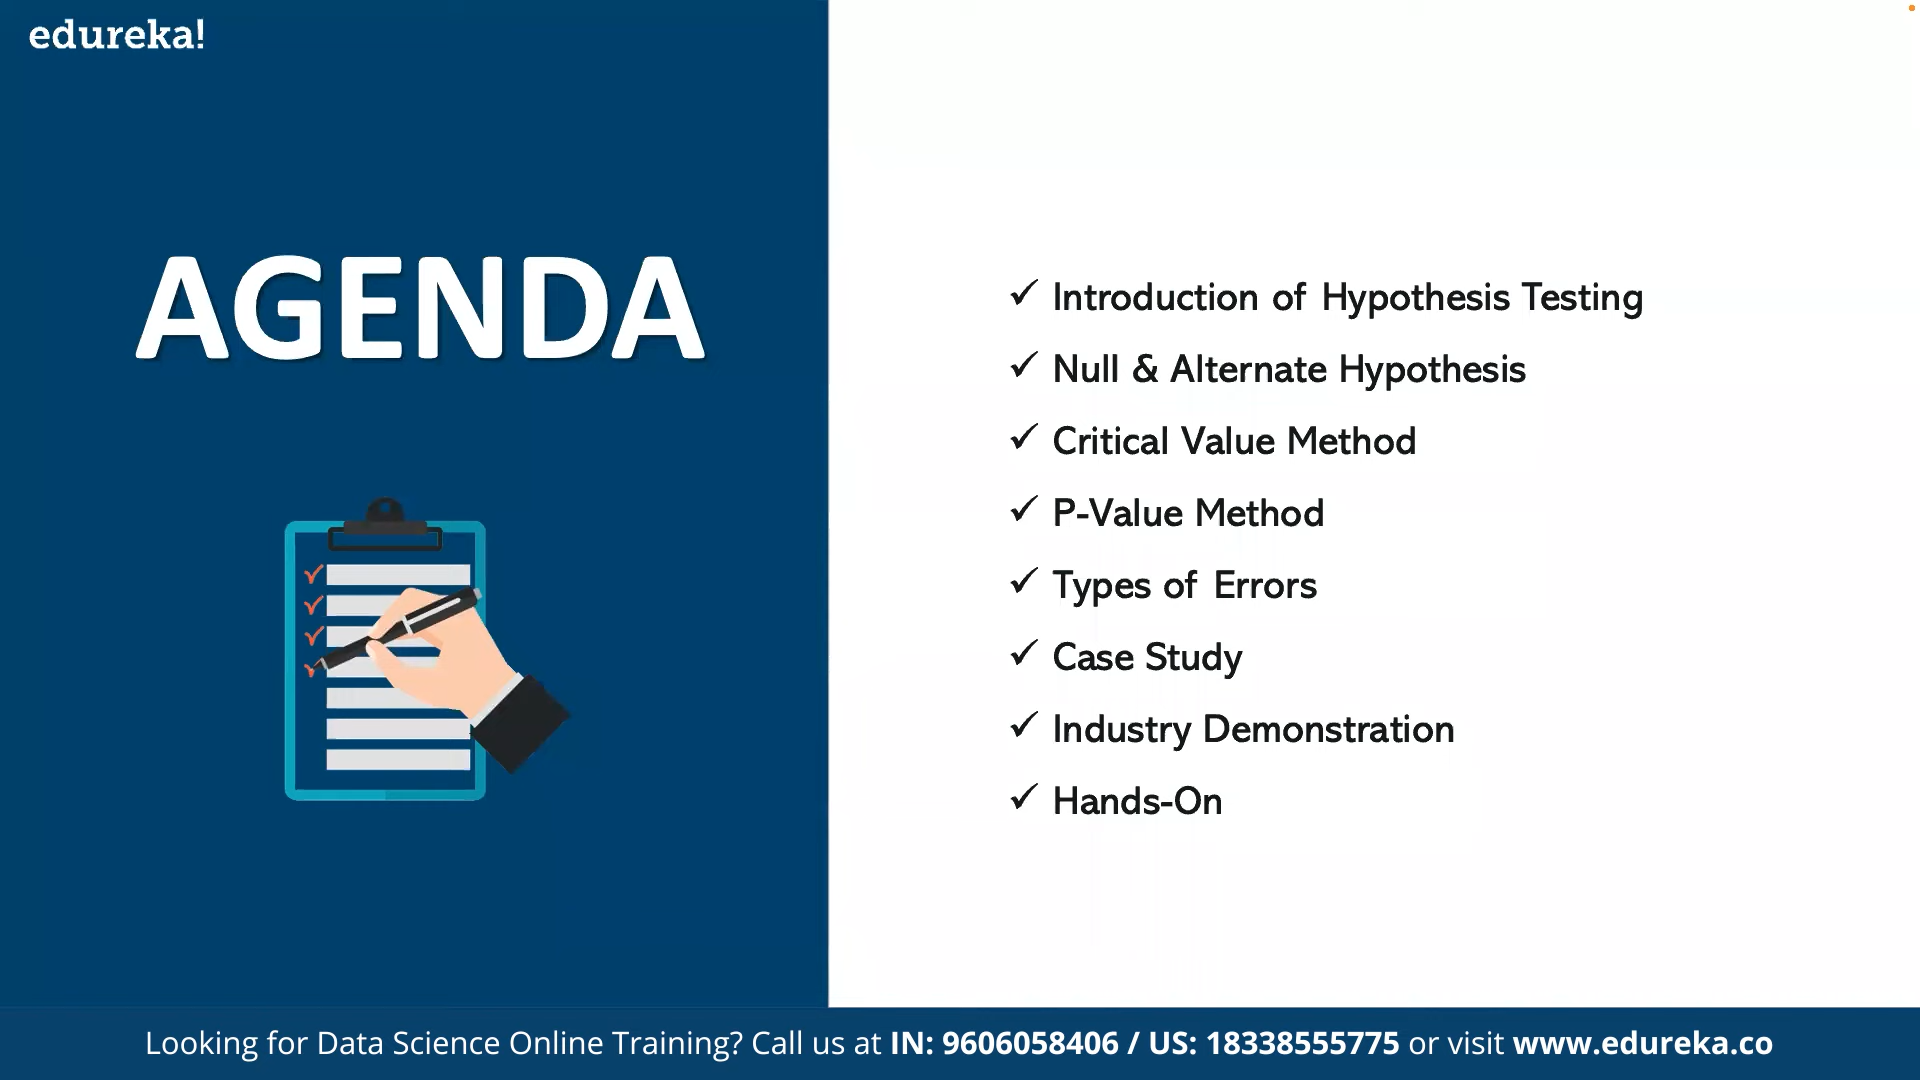 edureka!
AGENDA
Introduction of Hypothesis Testing
Null & Alternate Hypothesis
Critical Value Method
P-Value Method
Types of Errors
Case Study
Industry Demonstration
Hands-On
Looking for Data Science Online Training? Call us at IN: 9606058406 / US: 18338555775 or visit www.edureka.co